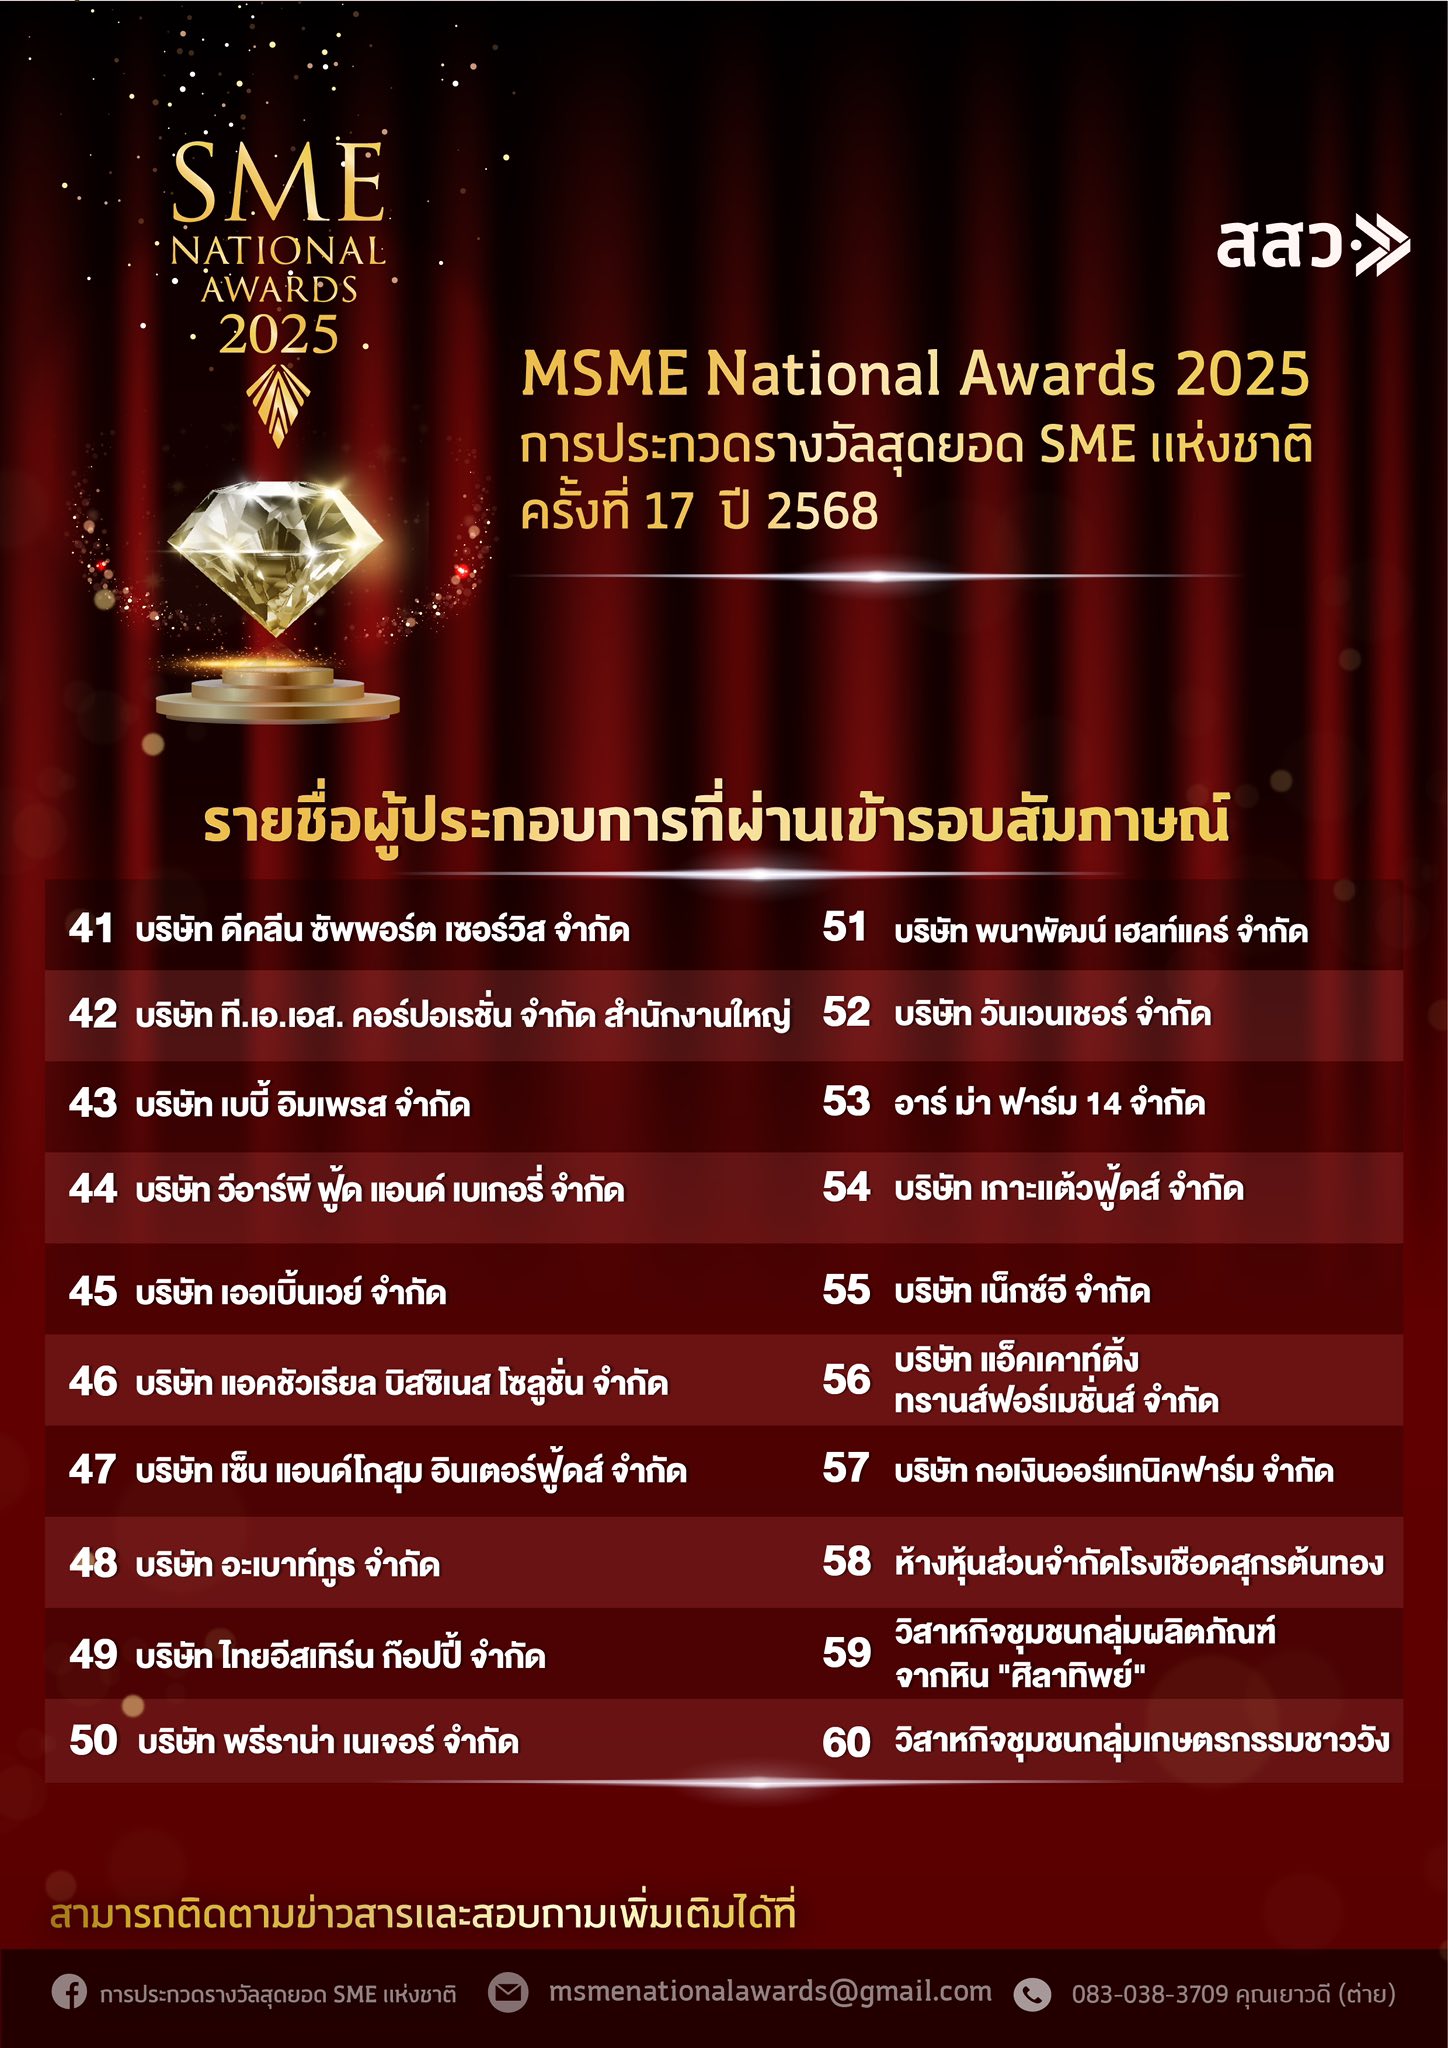 SME
NATIONAL
AWARDS
2025
สสว
MSME National Awards 2025
การประกวดรางวัลสุดยอด SME แห่งชาติ
ครั้งที่ 17 ปี 2568
รายชื่อผู้ประกอบการที่ผ่านเข้ารอบสัมภาษณ์
41 บริษัท ดีคลีน ซัพพอร์ต เซอร์วิส จำกัด
42 บริษัท ที.เอ.เอส. คอร์ปอเรชั่น จำกัด สำนักงานใหญ่
43 บริษัท เบบี้ อิมเพรส จำกัด
44 บริษัท วีอาร์พี ฟู้ด แอนด์ เบเกอรี่ จำกัด
45 บริษัท เออเบิ้นเวย์ จำกัด
46 บริษัท แอคชัวเรียล บิสซิเนส โซลูชั่น จำกัด
47 บริษัท เซ็น แอนด์โกสุม อินเตอร์ฟู้ดส์ จำกัด
48 บริษัท อะเบาท์ทูธ จำกัด
49 บริษัท ไทยอีสเทิร์น ก๊อปปี้ จำกัด
50 บริษัท พรีราน่า เนเจอร์ จำกัด
51 บริษัท พนาพัฒน์ เฮลท์แคร์ จำกัด
52 บริษัท วันเวนเชอร์ จำกัด
53 อาร์ ม่า ฟาร์ม 14 จำกัด
54 บริษัท เกาะแต้วฟู้ดส์ จำกัด
55 บริษัท เน็กซ์อี จำกัด
56 บริษัท แอ็คเคาท์ติ้ง
ทรานส์ฟอร์เมชั่นส์ จำกัด
57 บริษัท กอเงินออร์แกนิคฟาร์ม จำกัด
58 ห้างหุ้นส่วนจำกัดโรงเชือดสุกรต้นทอง
59 วิสาหกิจชุมชนกลุ่มผลิตภัณฑ์
จากหิน "ศิลาทิพย์"
60 วิสาหกิจชุมชนกลุ่มเกษตรกรรมชาววัง
สามารถติดตามข่าวสารและสอบถามเพิ่มเติมได้ที่
การประกวดรางวัลสุดยอด SME แห่งชาติ msmenationalawards@gmail.com 083-038-3709 คุณเยาวดี (ต่าย)